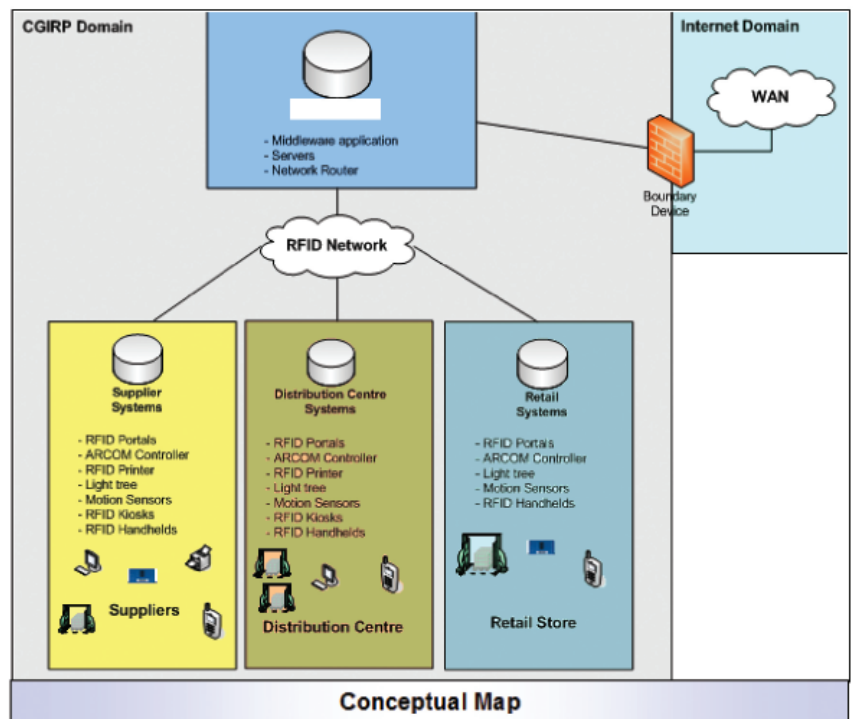 CGIRP Domain
Internet Domain
WAN
- Middleware application
- Servers
- Network Router
Boundary
Device
RFID Network
Supplier
Systems
- RFID Portals
- ARCOM Controller
- RFID Printer
- Light tree
- Motion Sensors
- RFID Kiosks
- RFID Handhelds
Suppliers
Distribution Centre
Systems
- RFID Portals
- ARCOM Controller
- RFID Printer
- Light tree
- Motion Sensors
- RFID Kiosks
- RFID Handhelds
Distribution Centre
Retail
Systems
- RFID Portals
- ARCOM Controller
- Light tree
- Motion Sensors
- RFID Handhelds
Retail Store
Conceptual Map